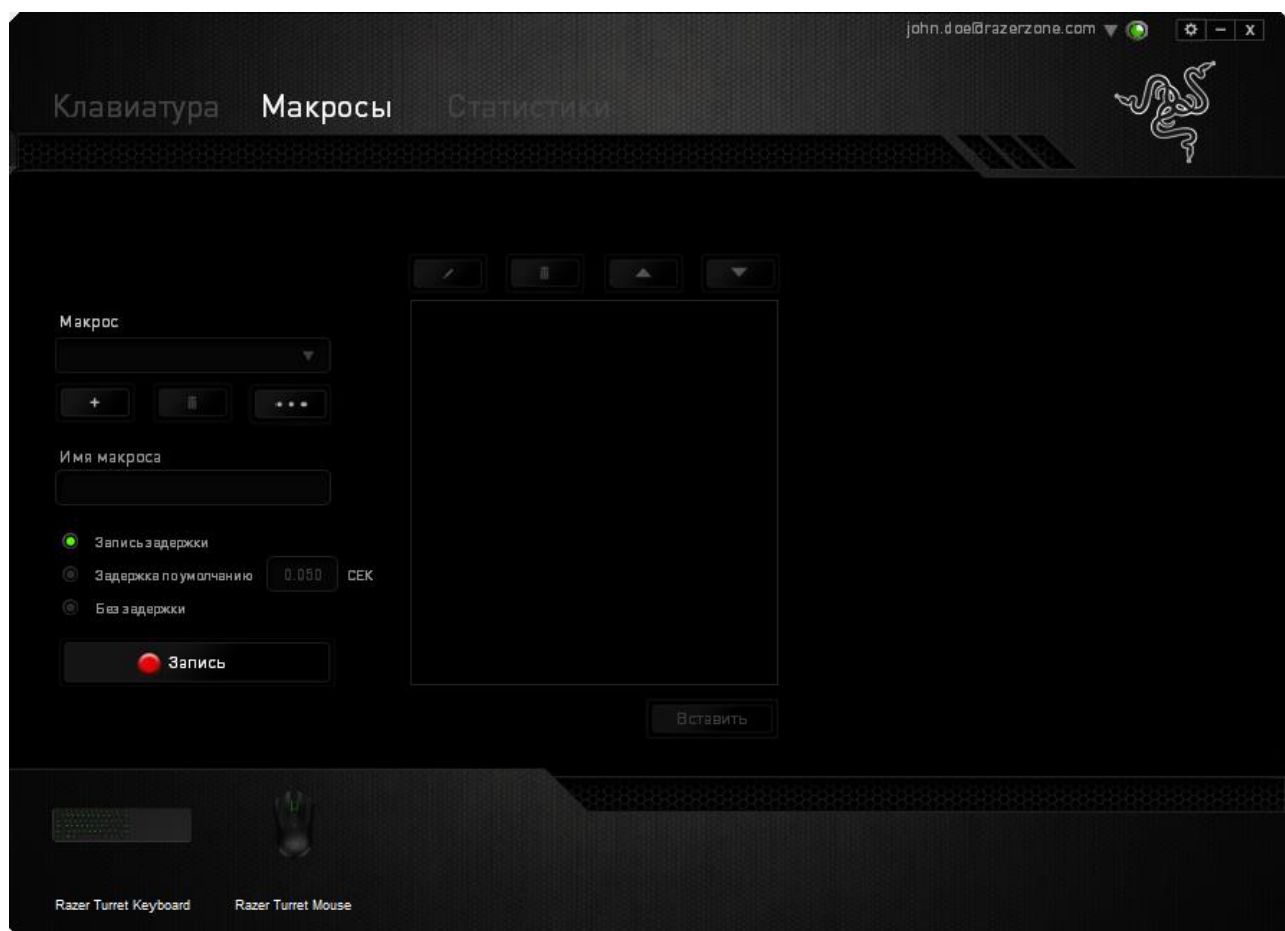 john.doe@razerzone.com
Клавиатура Макросы Статистики
Макрос
Имя макроса
Запись задержки
Задержка по умолчанию 0.050 СЕК
Без задержки
Запись
Вставить
Razer Turret Keyboard Razer Turret Mouse